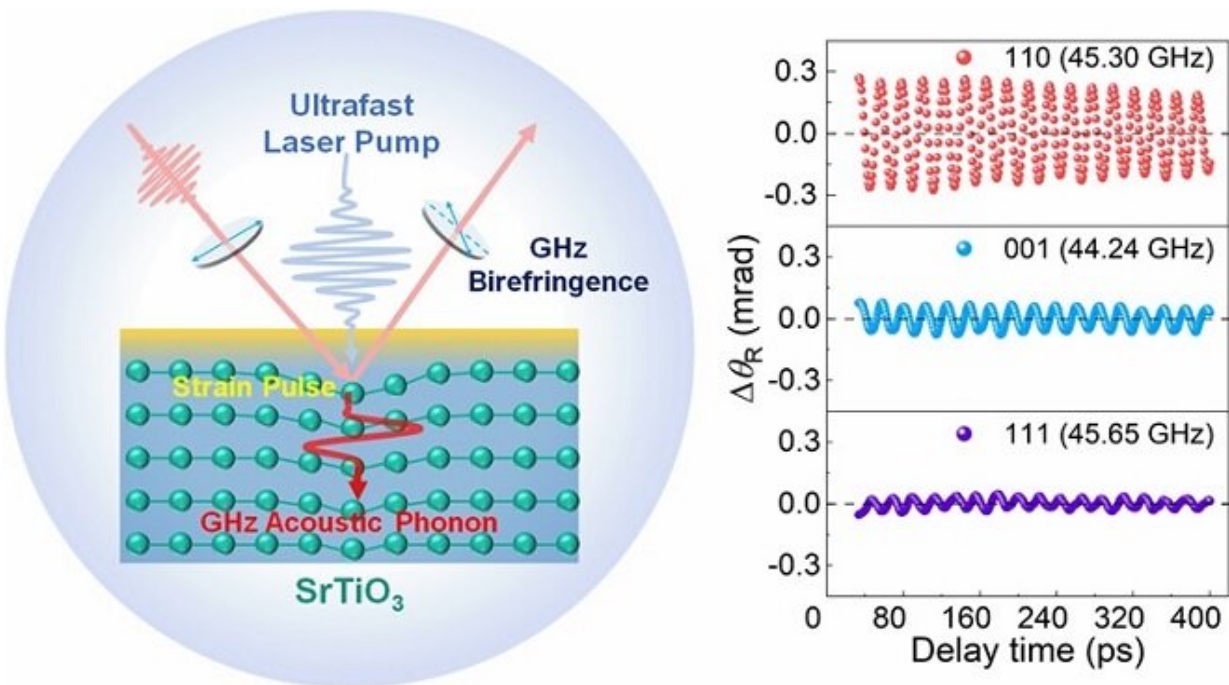 Ultrafast
Laser Pump
GHz
Birefringence
Strain Pulse
GHz Acoustic Phonon
SrTiO₃
110 (45.30 GHz)
0.3
0.0
-0.3
001 (44.24 GHz)
0.3
0.0
-0.3
111 (45.65 GHz)
0.3
0.0
-0.3
Δθ_R (mrad)
0 80 160 240 320 400
Delay time (ps)